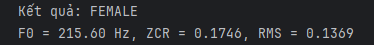 Kết quả: FEMALE
F0 = 215.60 Hz, ZCR = 0.1746, RMS = 0.1369